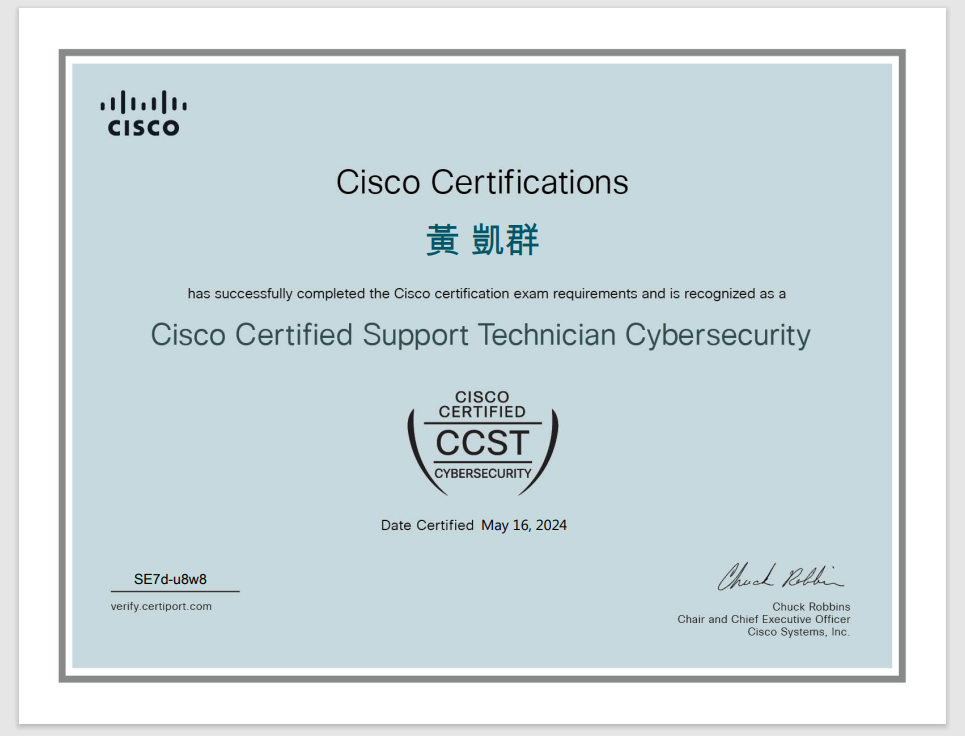 CISCO
Cisco Certifications
黃 凱群
has successfully completed the Cisco certification exam requirements and is recognized as a
Cisco Certified Support Technician Cybersecurity
CISCO
CERTIFIED
CCST
CYBERSECURITY
Date Certified May 16, 2024
SE7d-u8w8
verify.certiport.com
Chuck Robbins
Chuck Robbins
Chair and Chief Executive Officer
Cisco Systems, Inc.